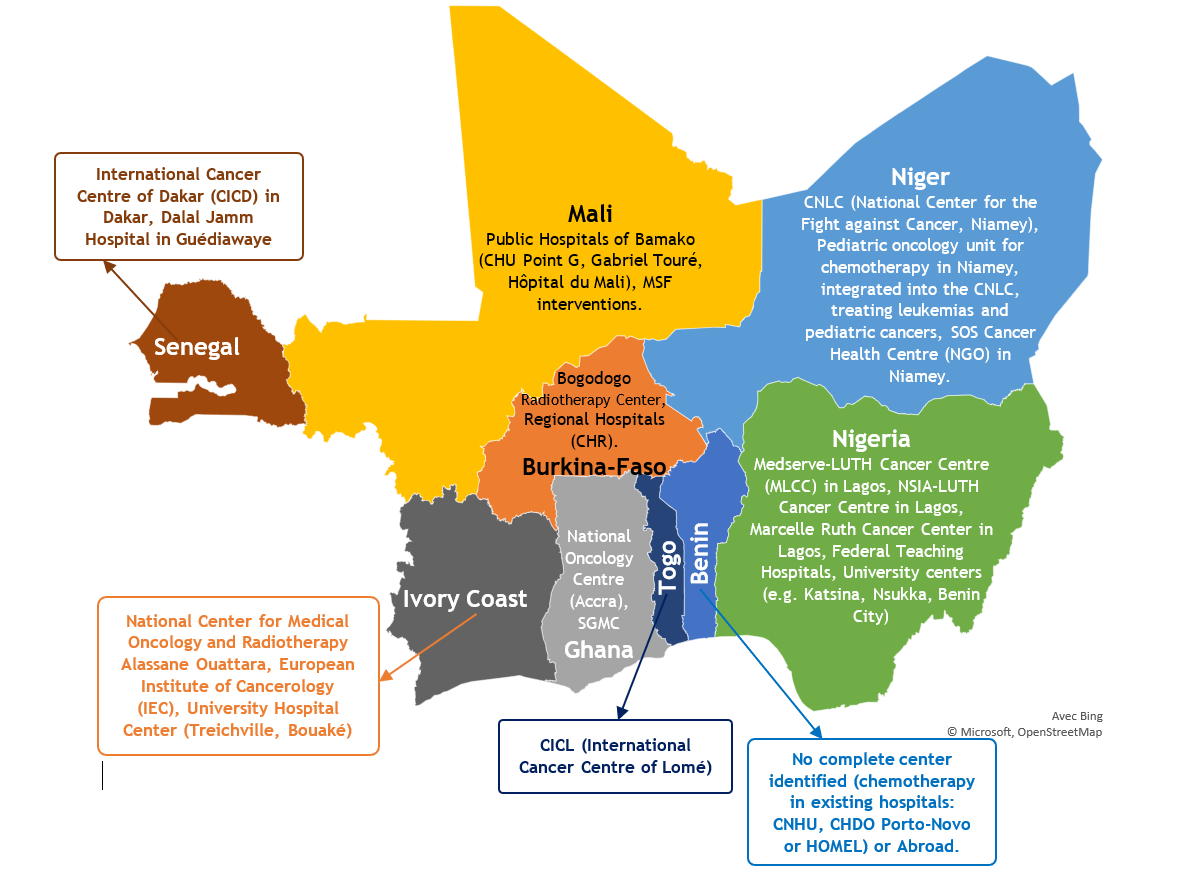 International Cancer
Centre of Dakar (CICD) in
Dakar, Dalal Jamm
Hospital in Guédiawaye
Senegal
Mali
Public Hospitals of Bamako
(CHU Point G, Gabriel Touré,
Hôpital du Mali), MSF
interventions.
Niger
CNLC (National Center for the
Fight against Cancer, Niamey),
Pediatric oncology unit for
chemotherapy in Niamey,
integrated into the CNLC,
treating leukemias and
pediatric cancers, SOS Cancer
Health Centre (NGO) in
Niamey.
Bogodogo
Radiotherapy Center,
Regional Hospitals
(CHR).
Burkina-Faso
Nigeria
Medserve-LUTH Cancer Centre
(MLCC) in Lagos, NSIA-LUTH
Cancer Centre in Lagos,
Marcelle Ruth Cancer Center in
Lagos, Federal Teaching
Hospitals, University centers
(e.g. Katsina, Nsukka, Benin
City)
Ivory Coast
National Center for Medical
Oncology and Radiotherapy
Alassane Ouattara, European
Institute of Cancerology
(IEC), University Hospital
Center (Treichville, Bouaké)
National
Oncology
Centre
(Accra),
SGMC
Ghana
Togo
Benin
CICL (International
Cancer Centre of Lomé)
No complete center
identified (chemotherapy
in existing hospitals:
CNHU, CHDO Porto-Novo
or HOMEL) or Abroad.
Avec Bing
© Microsoft, OpenStreetMap